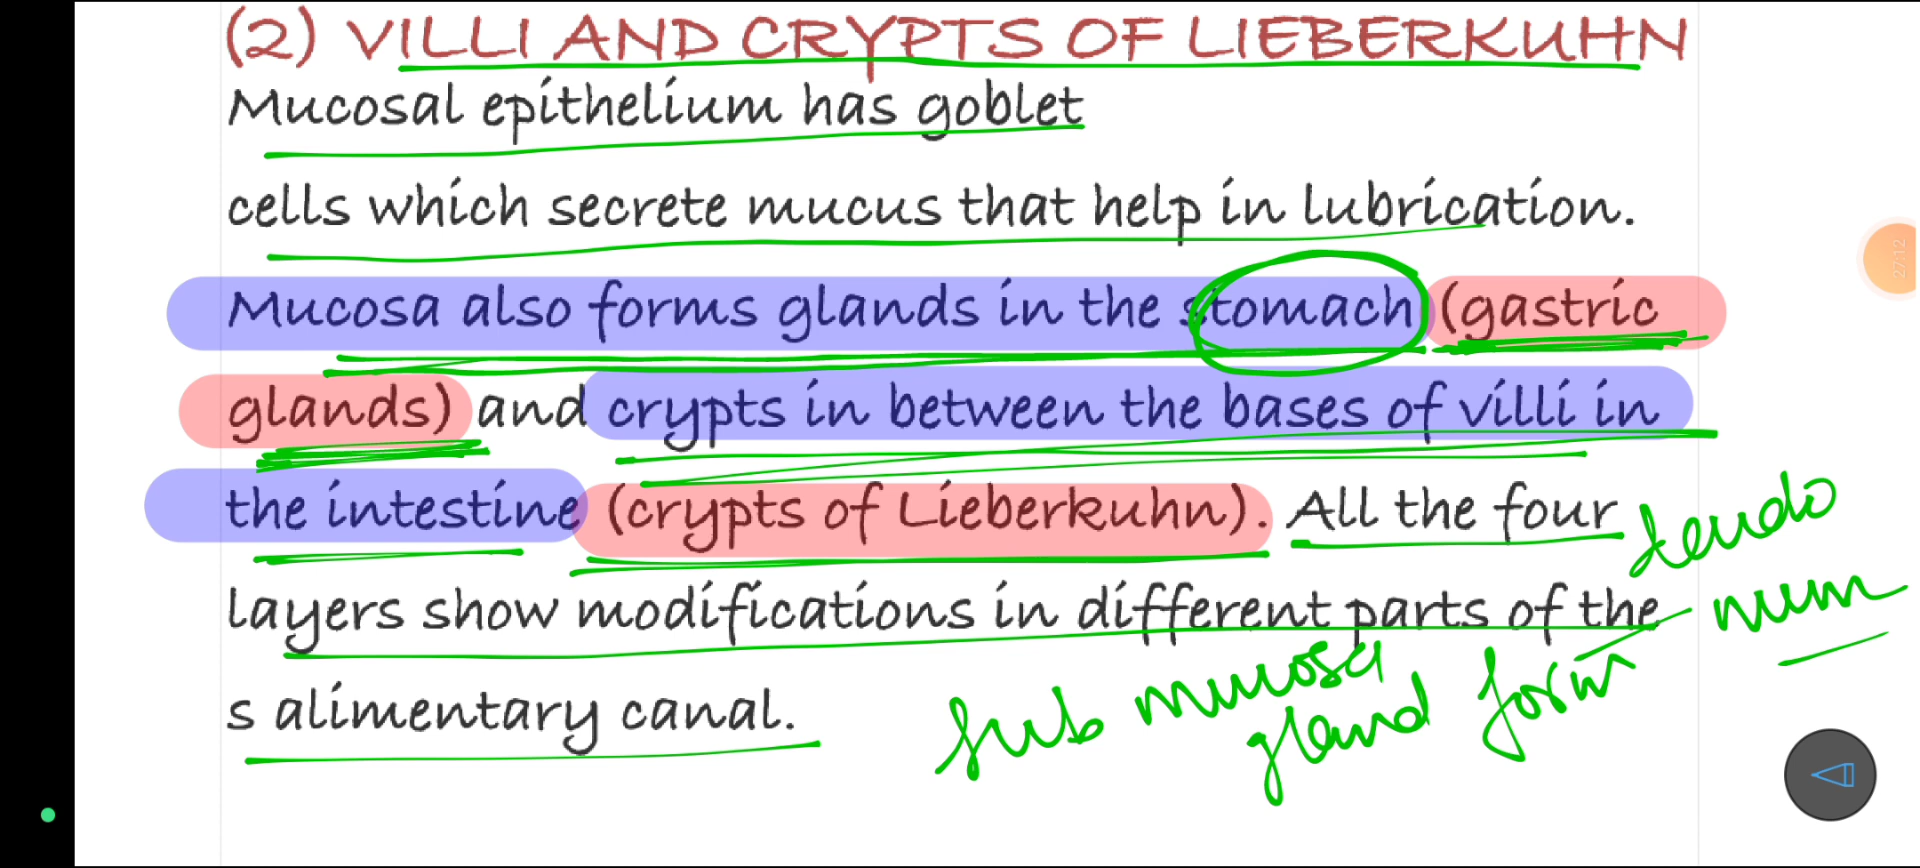 (2) VILLI AND CRYPTS OF LIEBERKUHN
Mucosal epithelium has goblet
cells which secrete mucus that help in lubrication.
Mucosa also forms glands in the stomach (gastric
glands) and crypts in between the bases of villi in
the intestine (crypts of Lieberkuhn). All the four
layers show modifications in different parts of the
s alimentary canal.
sub mucosa
gland form
num
27:12